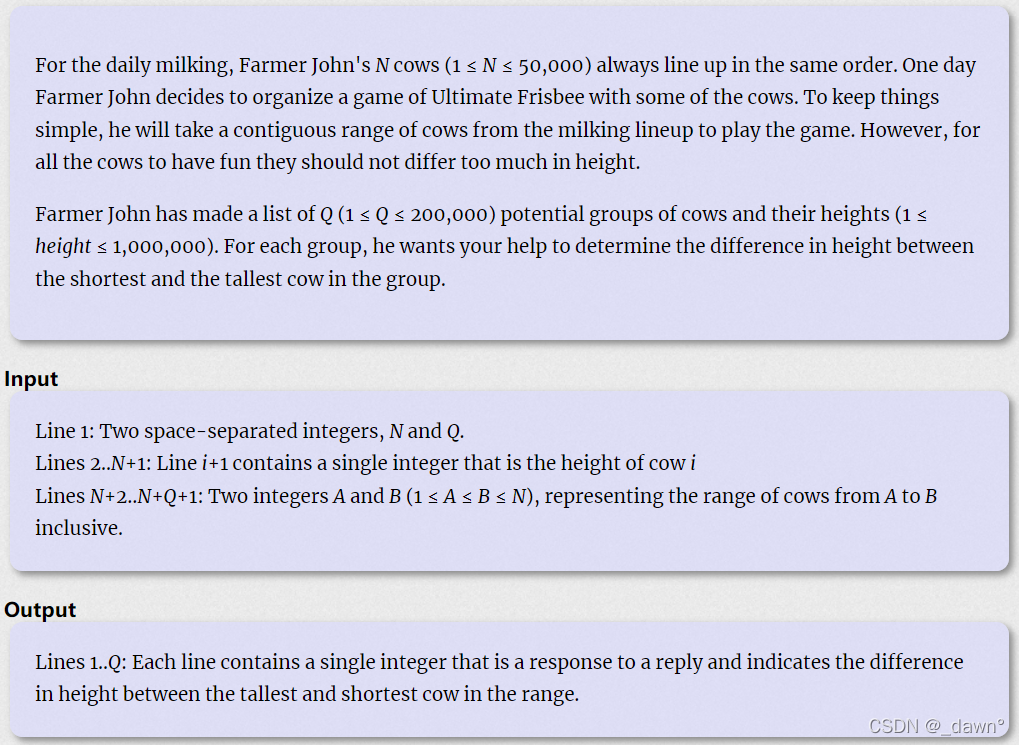 For the daily milking, Farmer John's N cows (1 ≤ N ≤ 50,000) always line up in the same order. One day
Farmer John decides to organize a game of Ultimate Frisbee with some of the cows. To keep things
simple, he will take a contiguous range of cows from the milking lineup to play the game. However, for
all the cows to have fun they should not differ too much in height.
Farmer John has made a list of Q (1 ≤ Q ≤ 200,000) potential groups of cows and their heights (1 ≤
height ≤ 1,000,000). For each group, he wants your help to determine the difference in height between
the shortest and the tallest cow in the group.
Input
Line 1: Two space-separated integers, N and Q.
Lines 2..N+1: Line i+1 contains a single integer that is the height of cow i
Lines N+2..N+Q+1: Two integers A and B (1 ≤ A ≤ B ≤ N), representing the range of cows from A to B
inclusive.
Output
Lines 1..Q: Each line contains a single integer that is a response to a reply and indicates the difference
in height between the tallest and shortest cow in the range.
CSDN @_dawn°